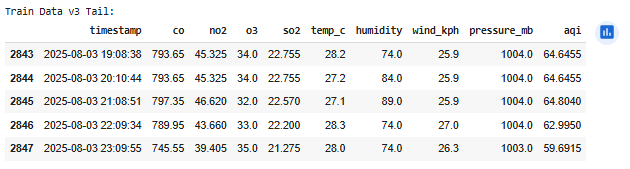 Train Data v3 Tail:
timestamp co no2 o3 so2 temp_c humidity wind_kph pressure_mb aqi
2843 2025-08-03 19:08:38 793.65 45.325 34.0 22.755 28.2 74.0 25.9 1004.0 64.6455
2844 2025-08-03 20:10:44 793.65 45.325 34.0 22.755 27.2 84.0 25.9 1004.0 64.6455
2845 2025-08-03 21:08:51 797.35 46.620 32.0 22.570 27.1 89.0 25.9 1004.0 64.8040
2846 2025-08-03 22:09:34 789.95 43.660 33.0 22.200 28.3 74.0 27.0 1004.0 62.9950
2847 2025-08-03 23:09:55 745.55 39.405 35.0 21.275 28.0 74.0 26.3 1003.0 59.6915